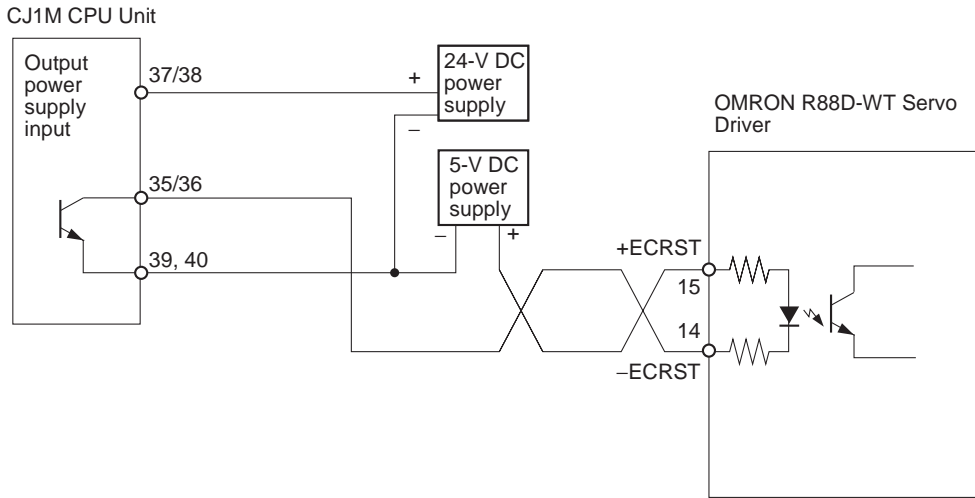 CJ1M CPU Unit
Output
power
supply
input
37/38
+
–
24-V DC
power
supply
35/36
5-V DC
power
supply
–
+
39, 40
OMRON R88D-WT Servo
Driver
+ECRST
15
14
–ECRST